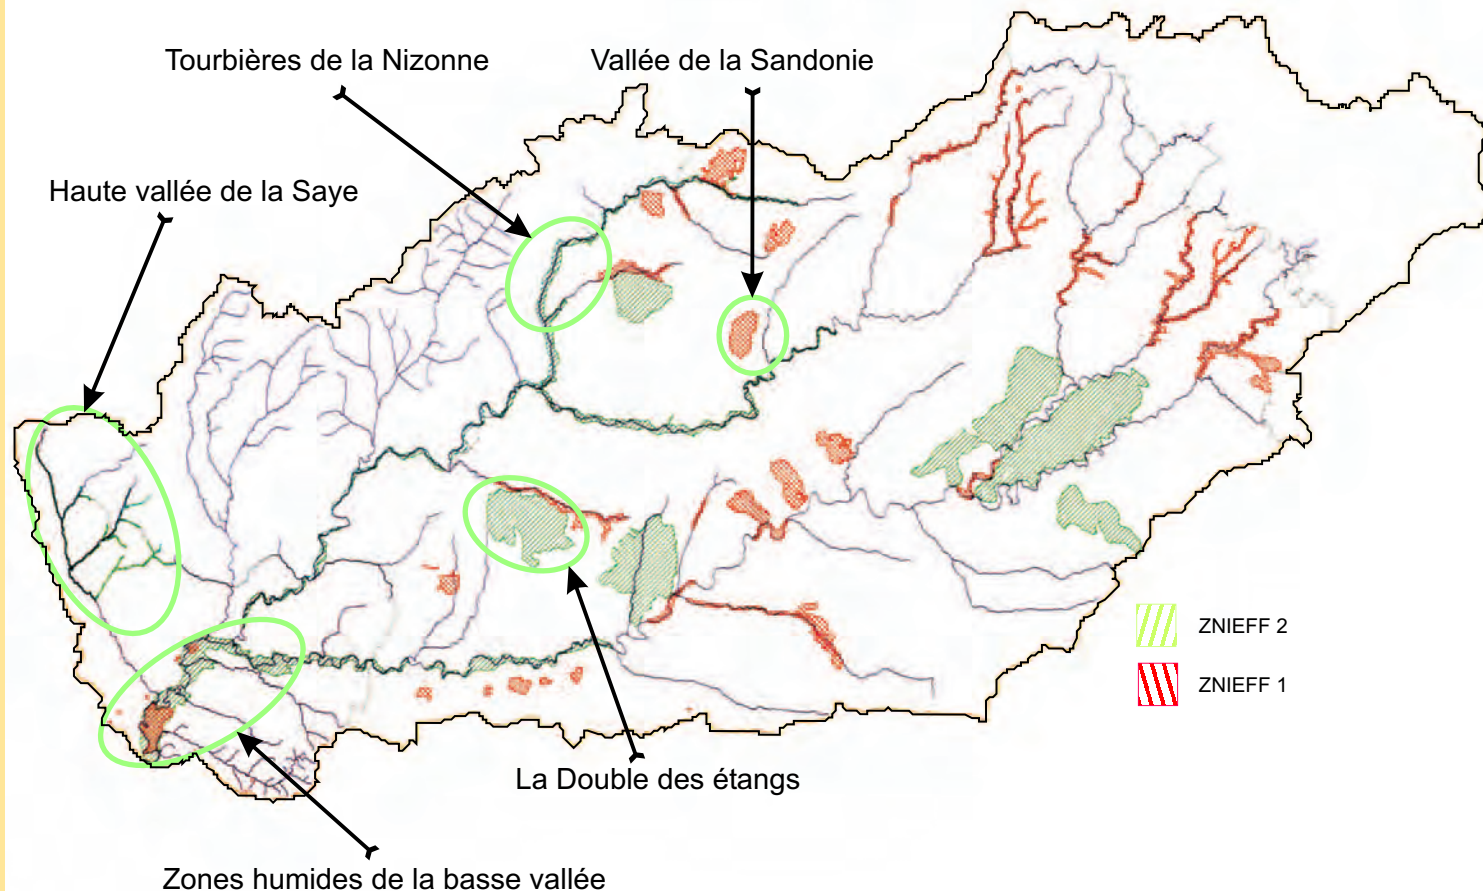 Tourbières de la Nizonne
Vallée de la Sandonie
Haute vallée de la Saye
ZNIEFF 2
ZNIEFF 1
La Double des étangs
Zones humides de la basse vallée